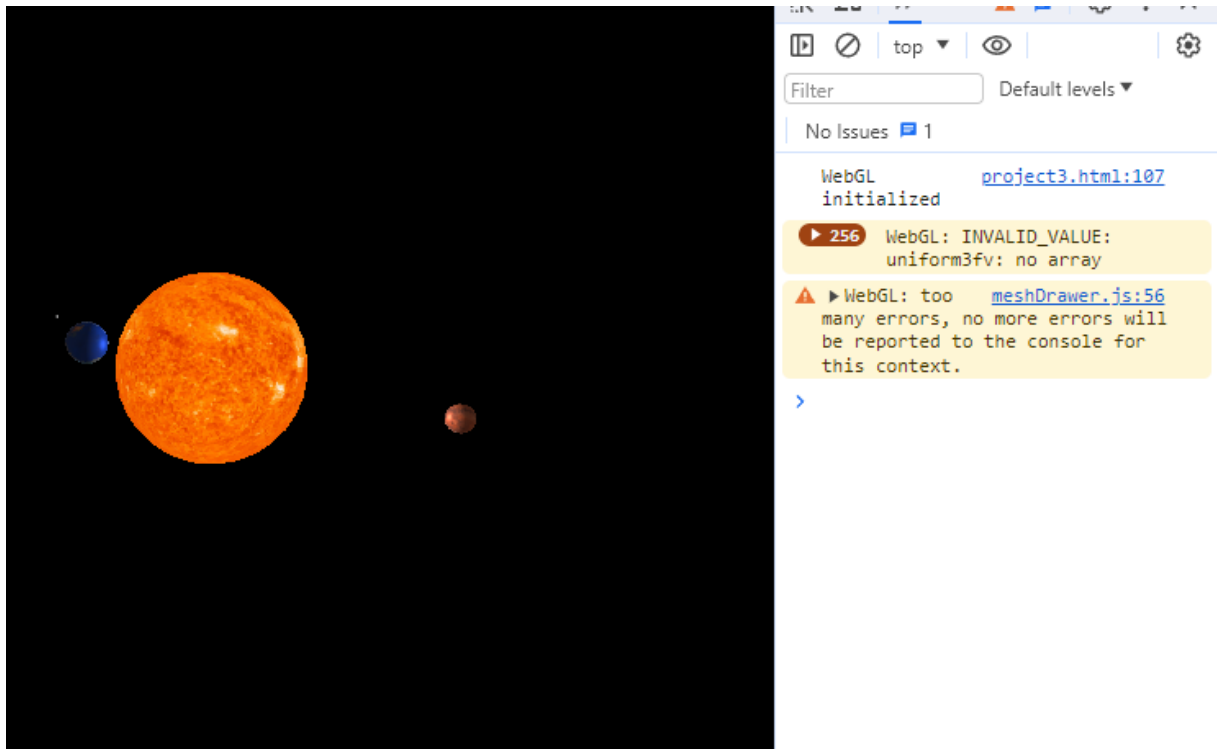 top ▼
Filter
Default levels ▼
No Issues 1
WebGL project3.html:107
initialized
256 WebGL: INVALID_VALUE:
uniform3fv: no array
WebGL: too meshDrawer.js:56
many errors, no more errors will
be reported to the console for
this context.